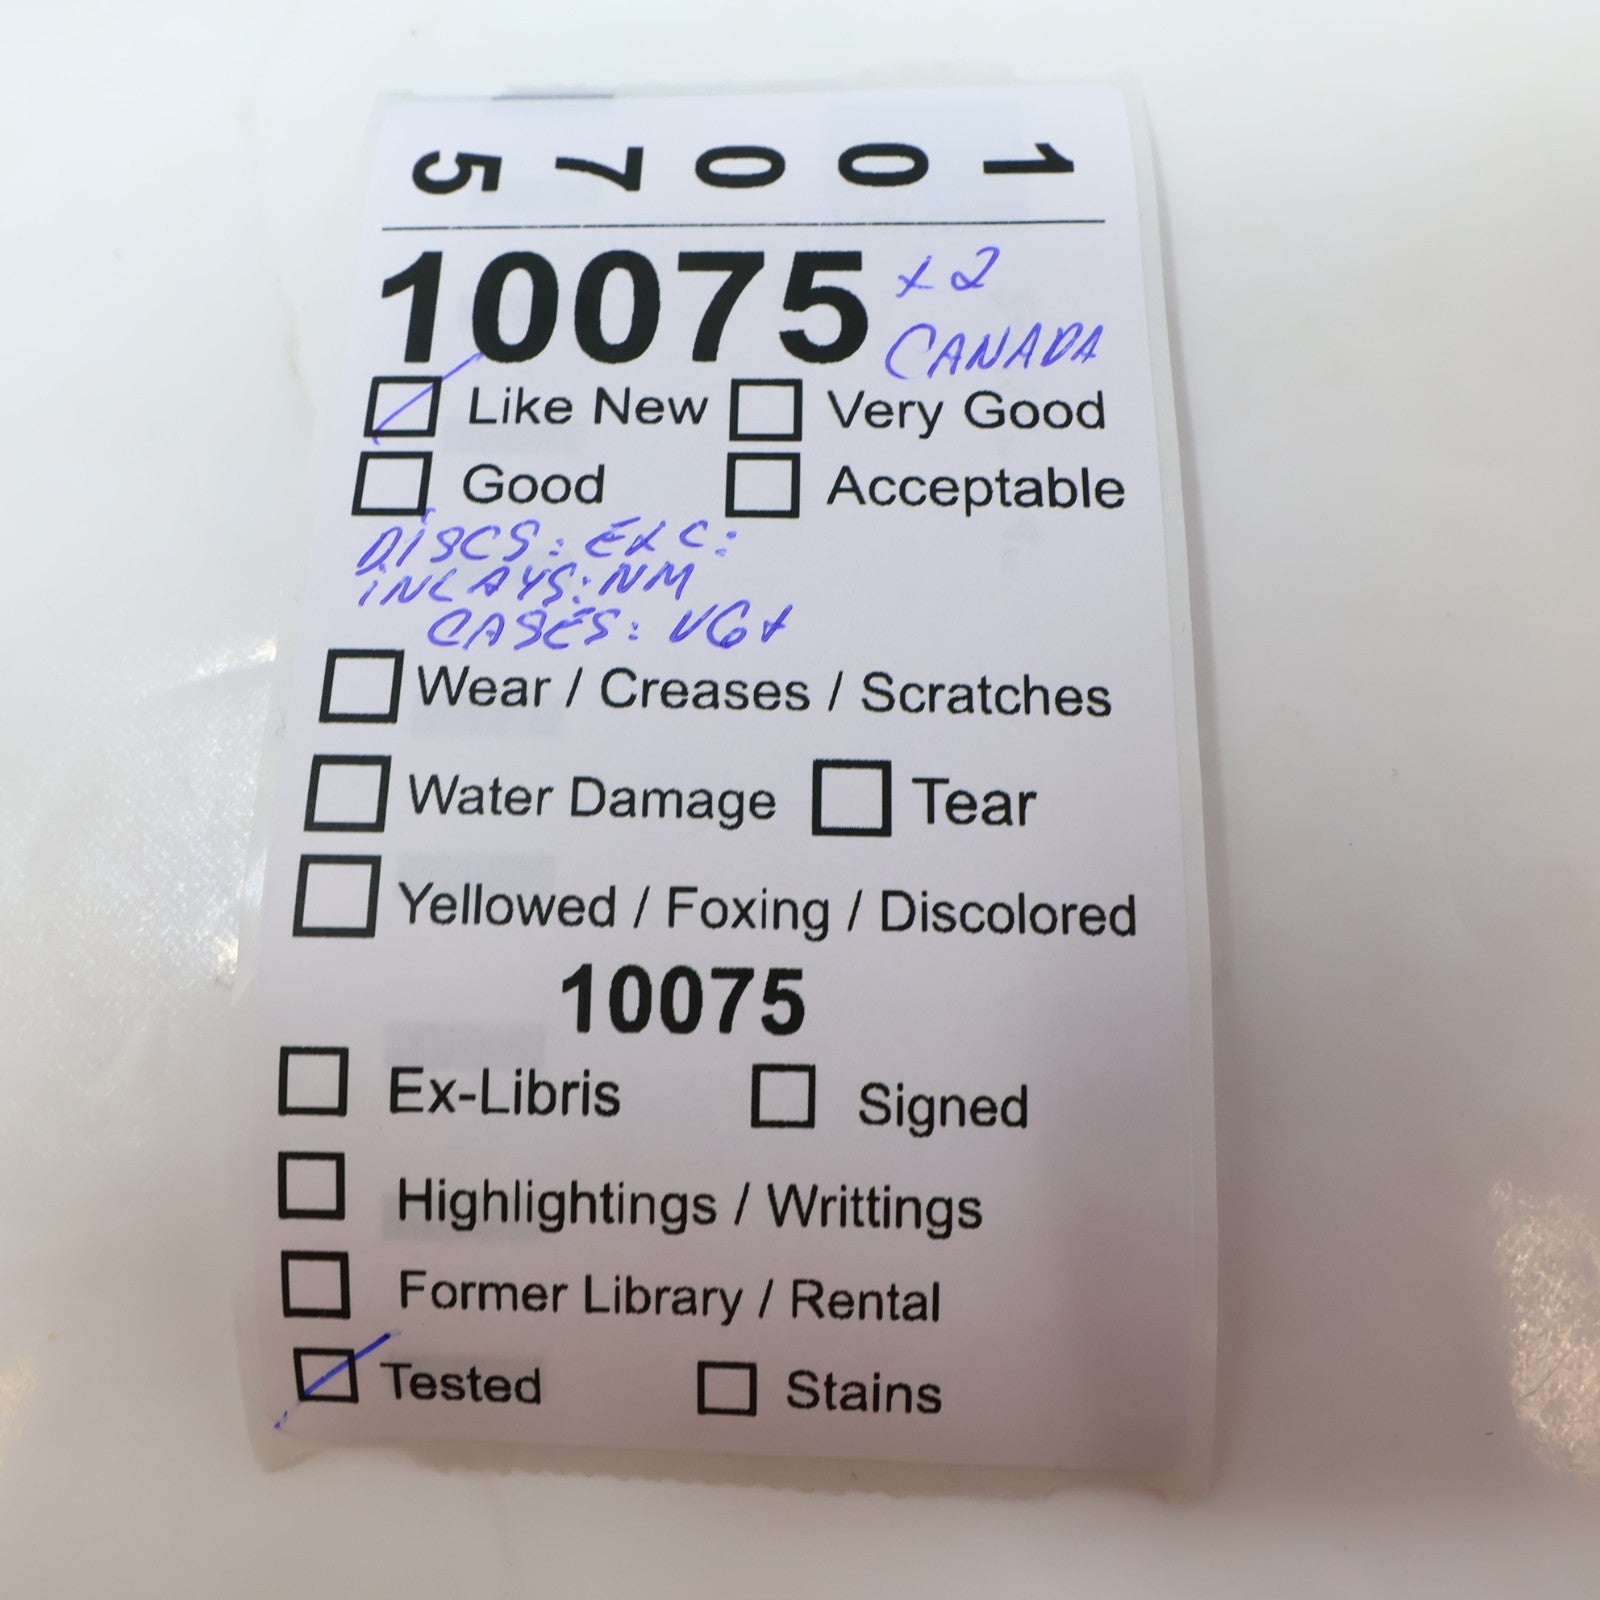 10075
10075 x 2
CANADA
Like New Very Good
Good Acceptable
DISCS: EXC:
INLAYS: NM
CASES: VG+
Wear / Creases / Scratches
Water Damage Tear
Yellowed / Foxing / Discolored
10075
Ex-Libris Signed
Highlightings / Writtings
Former Library / Rental
Tested Stains